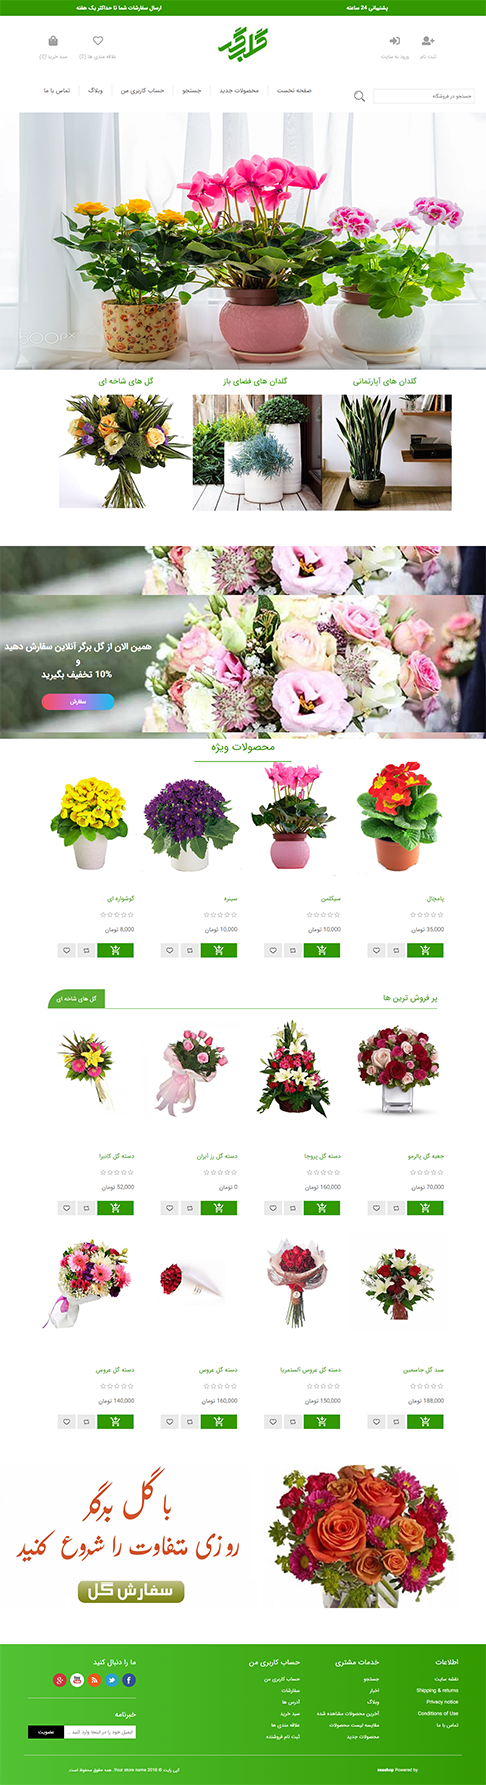 پشتیبانی 24 ساعته
ارسال سفارشات شما تا حداکثر یک هفته
ثبت نام
ورود به سایت
گلبرگر
علاقه مندی ها (0)
سبد خرید (0)
جستجو در فروشگاه
صفحه نخست
محصولات جدید
جستجو
حساب کاربری من
وبلاگ
تماس با ما
500px
گلدان های آپارتمانی
گلدان های فضای باز
گل های شاخه ای
همین الان از گل برگر آنلاین سفارش دهید
و
10% تخفیف بگیرید
سفارش
محصولات ویژه
پامچال
سیکلمن
سینره
گوشواره ای
35,000 تومان
10,000 تومان
10,000 تومان
8,000 تومان
پر فروش ترین ها
گل های شاخه ای
جعبه گل پالرمو
دسته گل پروجا
دسته گل رز آبران
دسته گل کانبرا
70,000 تومان
160,000 تومان
0 تومان
52,000 تومان
سبد گل جاسمین
دسته گل عروس آلستمریا
دسته گل عروس
دسته گل عروس
188,000 تومان
150,000 تومان
160,000 تومان
140,000 تومان
با گل برگر
روزی متفاوت را شروع کنید
سفارش گل
اطلاعات
نقشه سایت
Shipping & returns
Privacy notice
Conditions of Use
تماس با ما
خدمات مشتری
جستجو
اخبار
وبلاگ
آخرین محصولات مشاهده شده
مقایسه لیست محصولات
محصولات جدید
حساب کاربری من
حساب کاربری من
سفارشات
آدرس ها
سبد خرید
علاقه مندی ها
ثبت نام فروشنده
ما را دنبال کنید
You Tube
خبرنامه
ایمیل خود را در اینجا وارد کنید
عضویت
Powered by
کپی رایت © 2018 Your store name. همه حقوق محفوظ است.